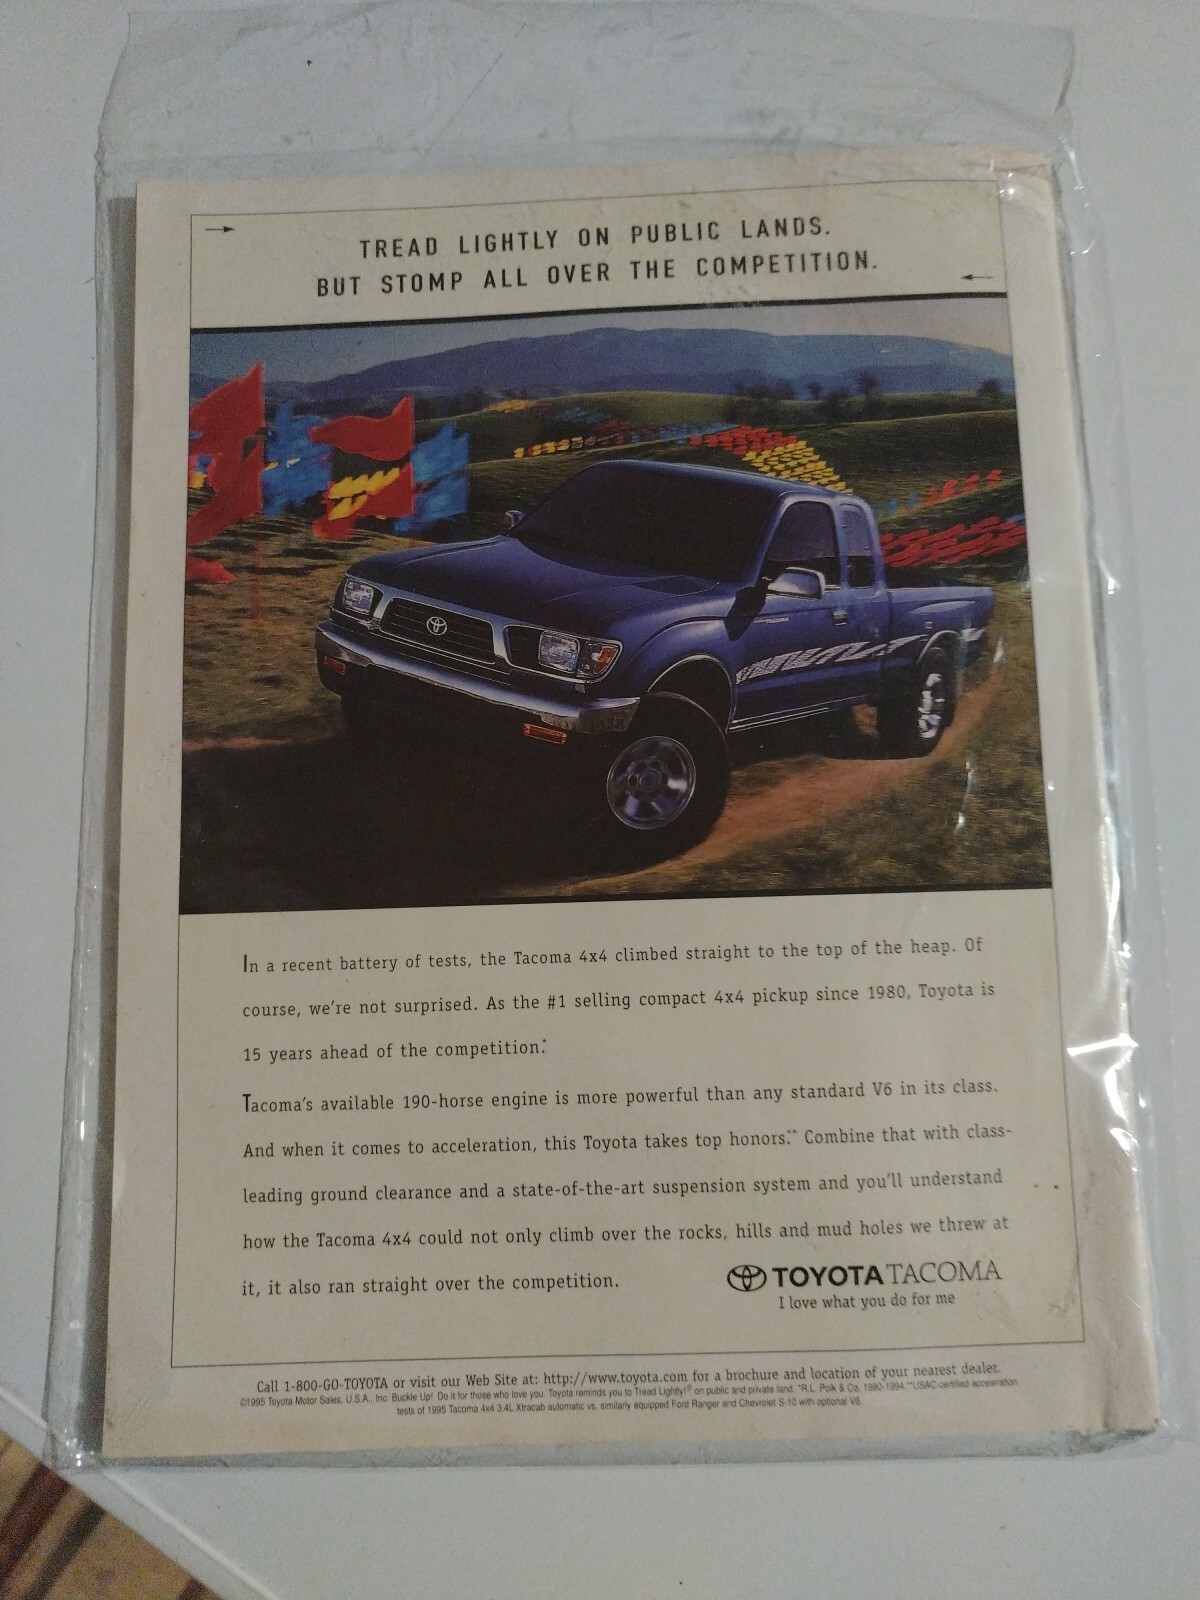 TREAD LIGHTLY ON PUBLIC LANDS.
BUT STOMP ALL OVER THE COMPETITION.
In a recent battery of tests, the Tacoma 4x4 climbed straight to the top of the heap. Of
course, we're not surprised. As the #1 selling compact 4x4 pickup since 1980, Toyota is
15 years ahead of the competition.*
Tacoma's available 190-horse engine is more powerful than any standard V6 in its class.
And when it comes to acceleration, this Toyota takes top honors.** Combine that with class-
leading ground clearance and a state-of-the-art suspension system and you'll understand
how the Tacoma 4x4 could not only climb over the rocks, hills and mud holes we threw at
it, it also ran straight over the competition.
TOYOTA TACOMA
I love what you do for me
Call 1-800-GO-TOYOTA or visit our Web Site at: http://www.toyota.com for a brochure and location of your nearest dealer.
©1995 Toyota Motor Sales, U.S.A., Inc. Buckle Up! Do it for those who love you. Toyota reminds you to Tread Lightly!® on public and private land. *R.L. Polk & Co. 1980-1994. **USAC-certified acceleration
tests of 1995 Tacoma 4x4 3.4L Xtracab automatic vs. similarly equipped Ford Ranger and Chevrolet S-10 with optional V6.